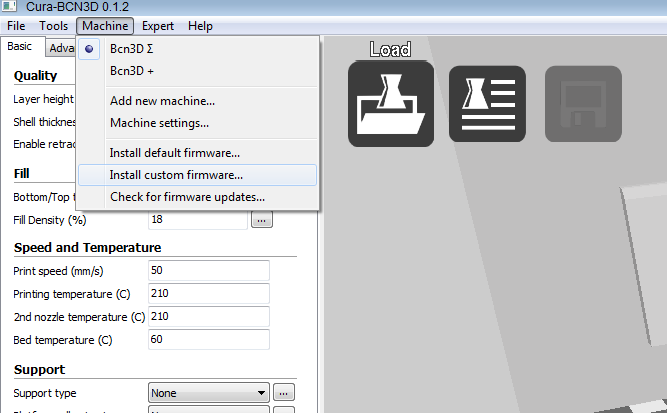 Cura-BCN3D 0.1.2
File Tools Machine Expert Help
Basic Adva
Bcn3D Σ
Bcn3D +
Add new machine...
Machine settings...
Install default firmware...
Install custom firmware...
Check for firmware updates...
Load
Quality
Layer height
Shell thickness
Enable retrac
Fill
Bottom/Top t
Fill Density (%) 18 ...
Speed and Temperature
Print speed (mm/s) 50
Printing temperature (C) 210
2nd nozzle temperature (C) 210
Bed temperature (C) 60
Support
Support type None ...